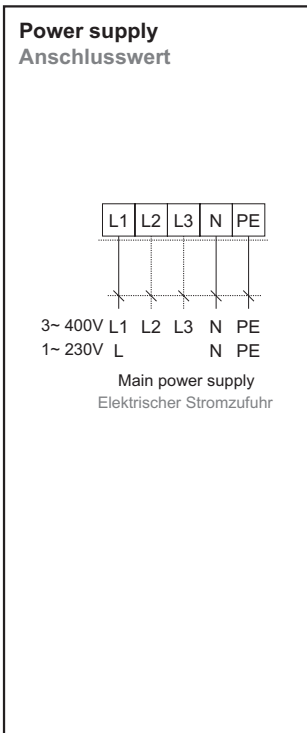 Power supply
Anschlusswert
L1 L2 L3 N PE
3~ 400V L1 L2 L3 N PE
1~ 230V L N PE
Main power supply
Elektrischer Stromzufuhr